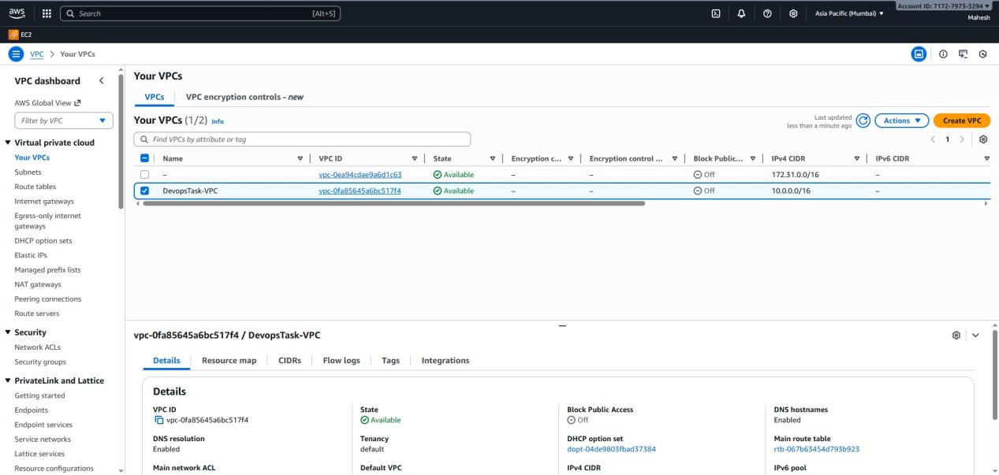 aws
Search [Alt+S]
Asia Pacific (Mumbai)
Account ID: 7172-7973-3294
Mahesh
EC2
VPC > Your VPCs
VPC dashboard
AWS Global View
Filter by VPC
Virtual private cloud
Your VPCs
Subnets
Route tables
Internet gateways
Egress-only internet
gateways
DHCP option sets
Elastic IPs
Managed prefix lists
NAT gateways
Peering connections
Route servers
Security
Network ACLs
Security groups
PrivateLink and Lattice
Getting started
Endpoints
Endpoint services
Service networks
Lattice services
Resource configurations
Your VPCs
VPCs VPC encryption controls - new
Your VPCs (1/2) Info
Last updated
less than a minute ago
Actions
Create VPC
Find VPCs by attribute or tag
1
Name VPC ID State Encryption c... Encryption control ... Block Public... IPv4 CIDR IPv6 CIDR
– vpc-0ea94cdae9a6d1c63 Available – – Off 172.31.0.0/16 –
DevopsTask-VPC vpc-0fa85645a6bc517f4 Available – – Off 10.0.0.0/16 –
vpc-0fa85645a6bc517f4 / DevopsTask-VPC
Details Resource map CIDRs Flow logs Tags Integrations
Details
VPC ID
vpc-0fa85645a6bc517f4
State
Available
Block Public Access
Off
DNS hostnames
Enabled
DNS resolution
Enabled
Tenancy
default
DHCP option set
dopt-04de9803fbad37384
Main route table
rtb-067b63454d793b923
Main network ACL
Default VPC
IPv4 CIDR
IPv6 pool